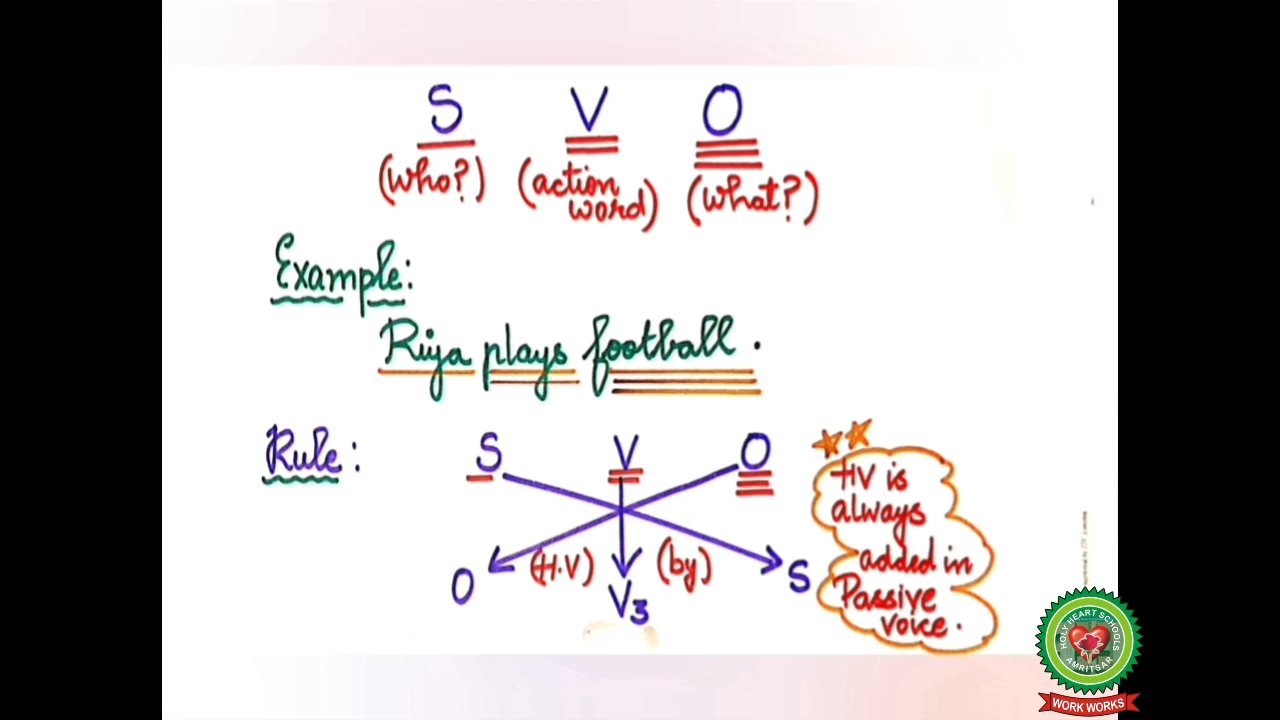 S V O
(who?) (action word) (what?)
Example:
Riya plays football.
Rule: S V O
(H.V) (by)
O V3 S
HV is
always
added in
Passive
voice.
HOLY HEART SCHOOLS
AMRITSAR
WORK WORKS